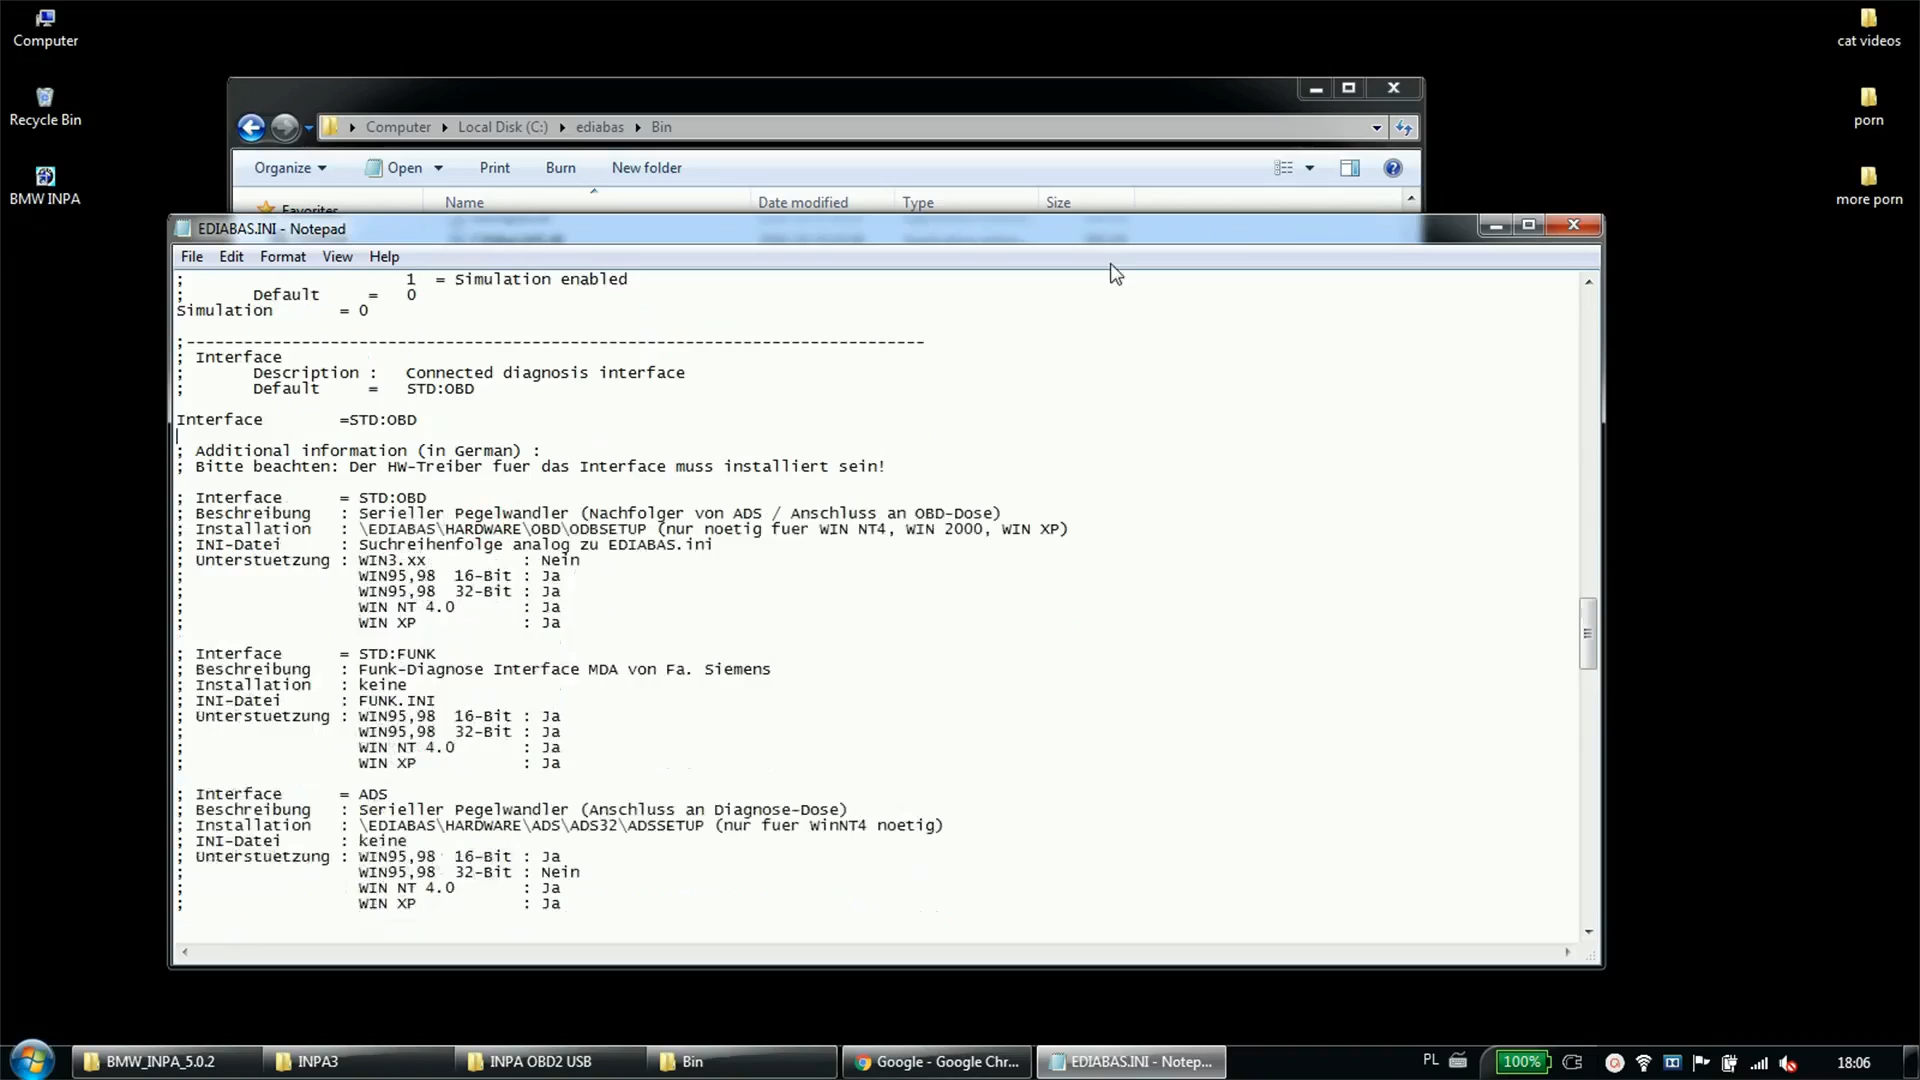 Computer
Recycle Bin
BMW INPA
cat videos
porn
more porn
Computer Local Disk (C:) ediabas Bin
Organize Open Print Burn New folder
Name Date modified Type Size
Favorites
EDIABAS.INI - Notepad
File Edit Format View Help
; 1 = Simulation enabled
; Default = 0
Simulation = 0
;-----------------------------------------------------------------------------
; Interface
; Description : Connected diagnosis interface
; Default = STD:OBD
Interface =STD:OBD
; Additional information (in German) :
; Bitte beachten: Der HW-Treiber fuer das Interface muss installiert sein!
; Interface = STD:OBD
; Beschreibung : Serieller Pegelwandler (Nachfolger von ADS / Anschluss an OBD-Dose)
; Installation : \EDIABAS\HARDWARE\OBD\ODBSETUP (nur noetig fuer WIN NT4, WIN 2000, WIN XP)
; INI-Datei : Suchreihenfolge analog zu EDIABAS.ini
; Unterstuetzung : WIN3.xx : Nein
; WIN95,98 16-Bit : Ja
; WIN95,98 32-Bit : Ja
; WIN NT 4.0 : Ja
; WIN XP : Ja
; Interface = STD:FUNK
; Beschreibung : Funk-Diagnose Interface MDA von Fa. Siemens
; Installation : keine
; INI-Datei : FUNK.INI
; Unterstuetzung : WIN95,98 16-Bit : Ja
; WIN95,98 32-Bit : Ja
; WIN NT 4.0 : Ja
; WIN XP : Ja
; Interface = ADS
; Beschreibung : Serieller Pegelwandler (Anschluss an Diagnose-Dose)
; Installation : \EDIABAS\HARDWARE\ADS\ADS32\ADSSETUP (nur fuer WinNT4 noetig)
; INI-Datei : keine
; Unterstuetzung : WIN95,98 16-Bit : Ja
; WIN95,98 32-Bit : Nein
; WIN NT 4.0 : Ja
; WIN XP : Ja
BMW_INPA_5.0.2 INPA3 INPA OBD2 USB Bin Google - Google Chr... EDIABAS.INI - Notep... PL 100% 18:06